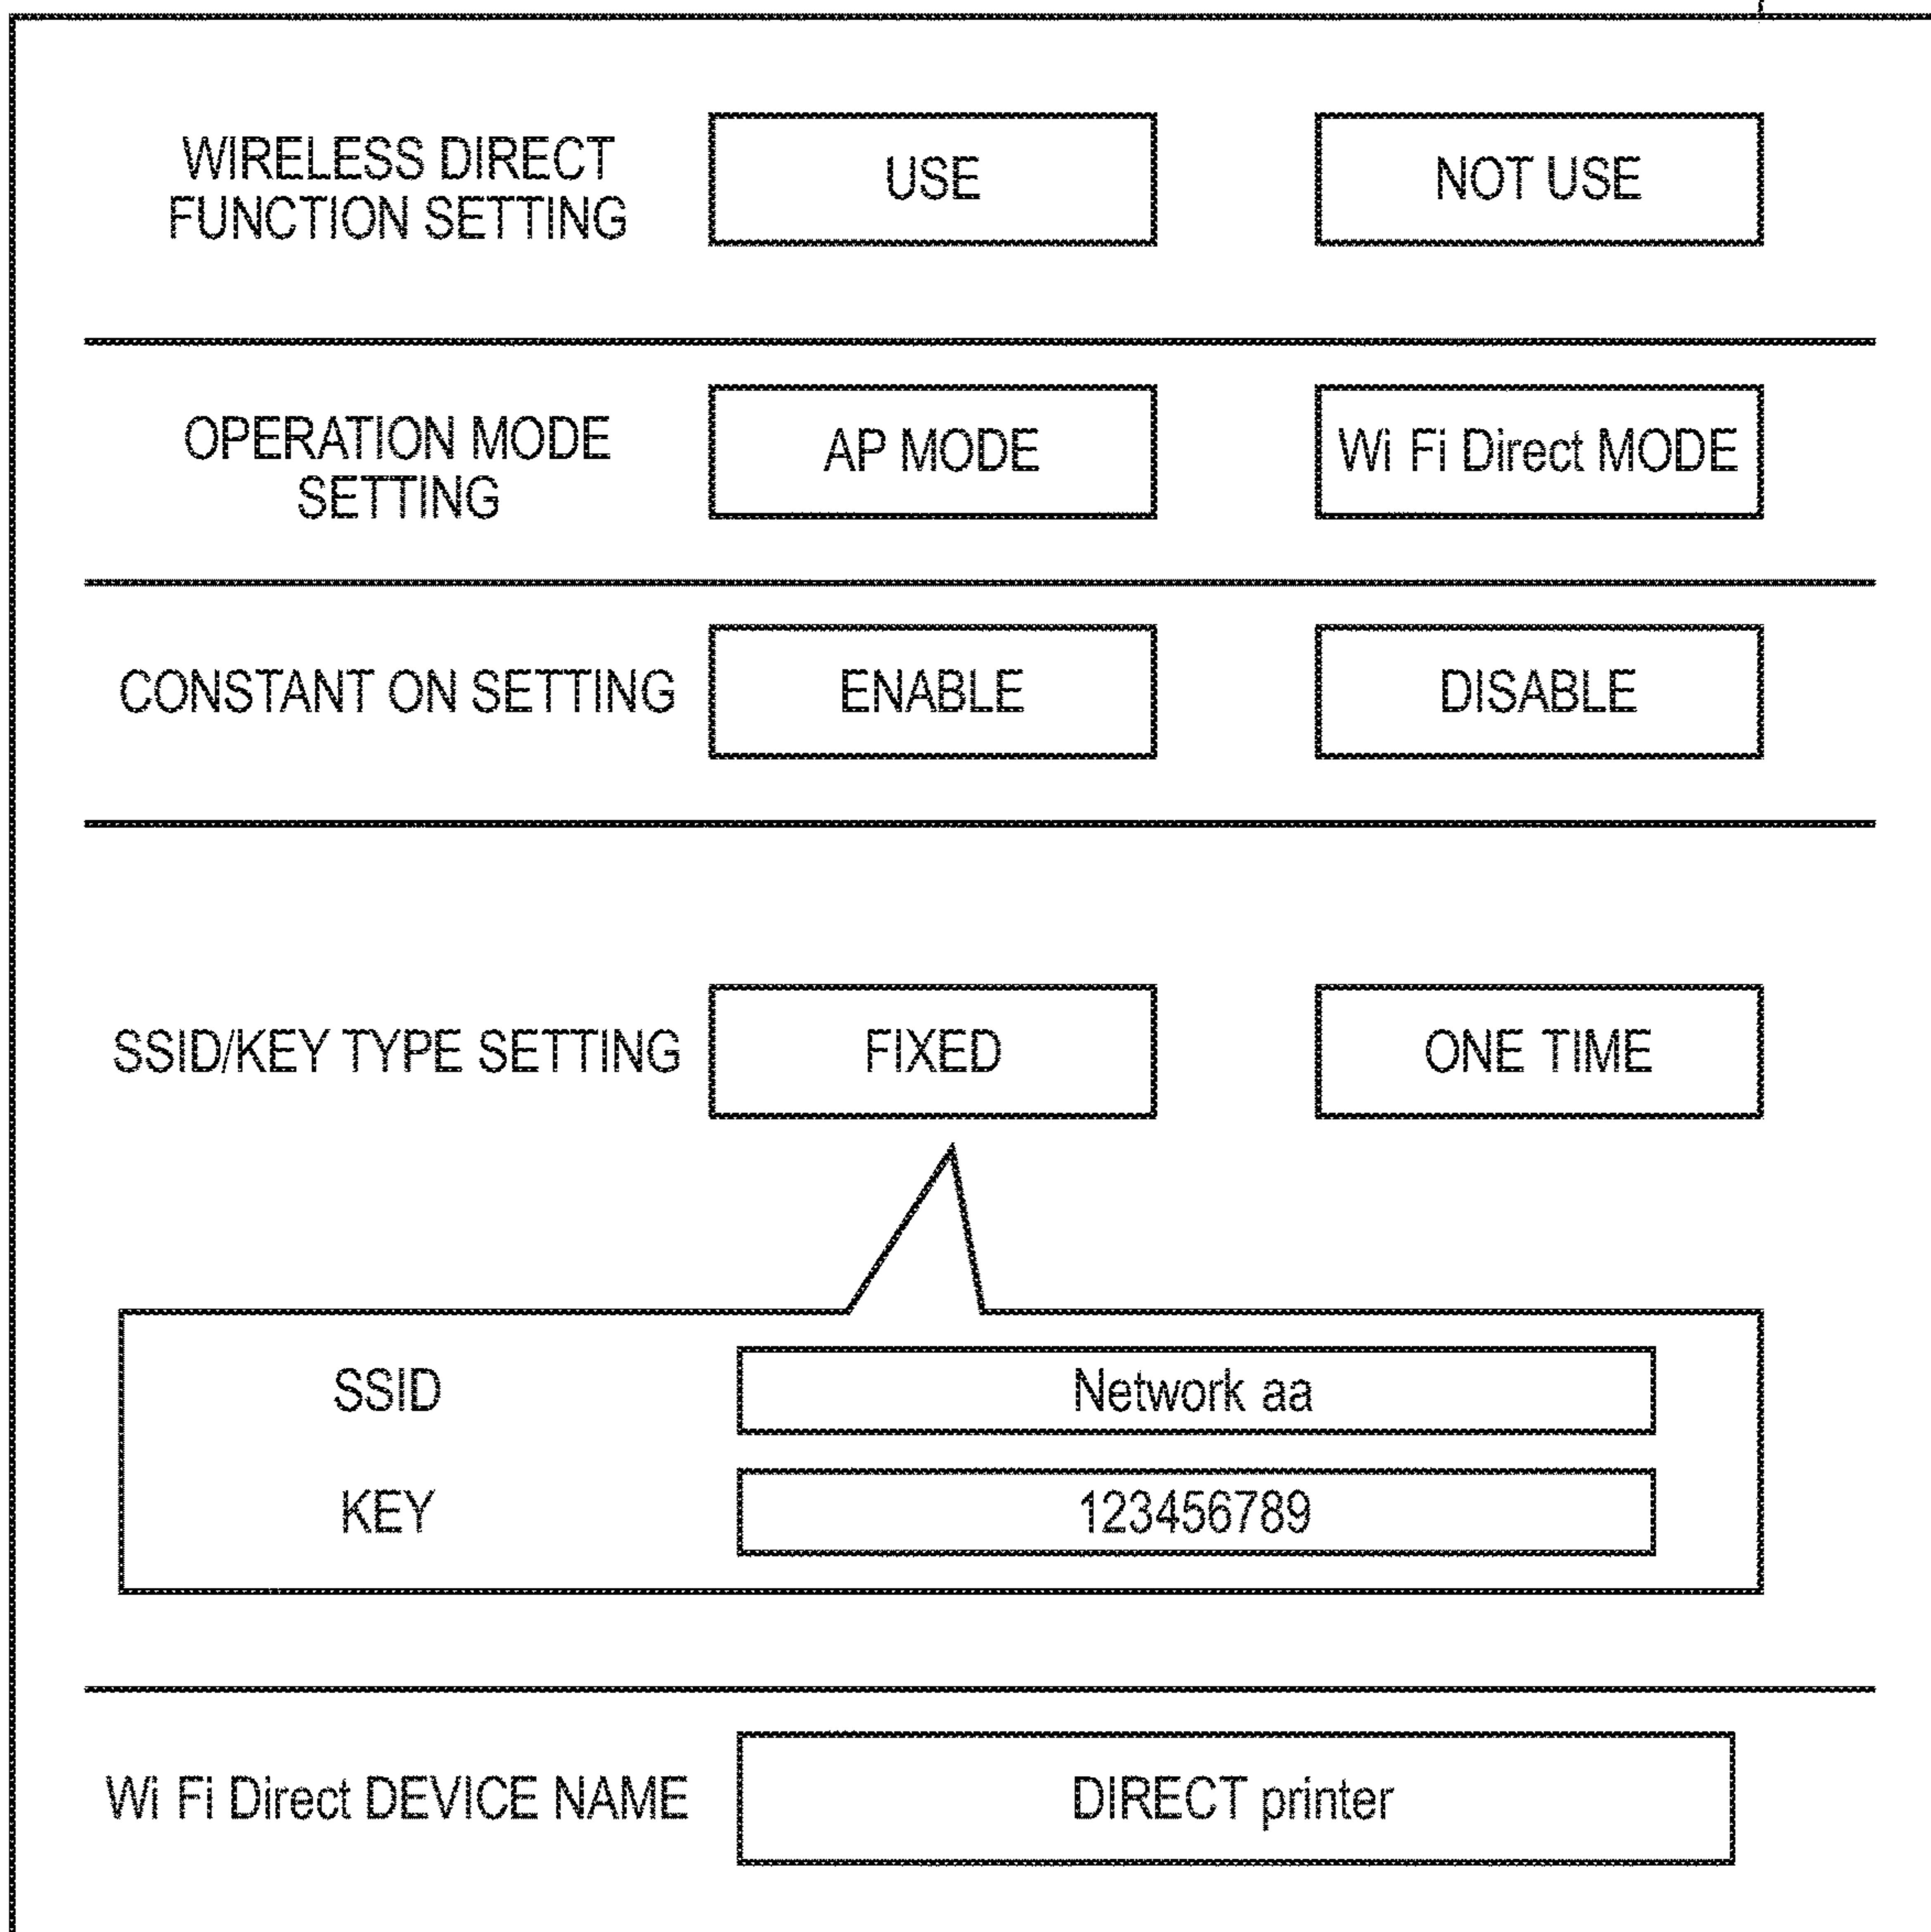 WIRELESS DIRECT
FUNCTION SETTING
USE
NOT USE
OPERATION MODE
SETTING
AP MODE
Wi Fi Direct MODE
CONSTANT ON SETTING
ENABLE
DISABLE
SSID/KEY TYPE SETTING
FIXED
ONE TIME
SSID
Network aa
KEY
123456789
Wi Fi Direct DEVICE NAME
DIRECT printer